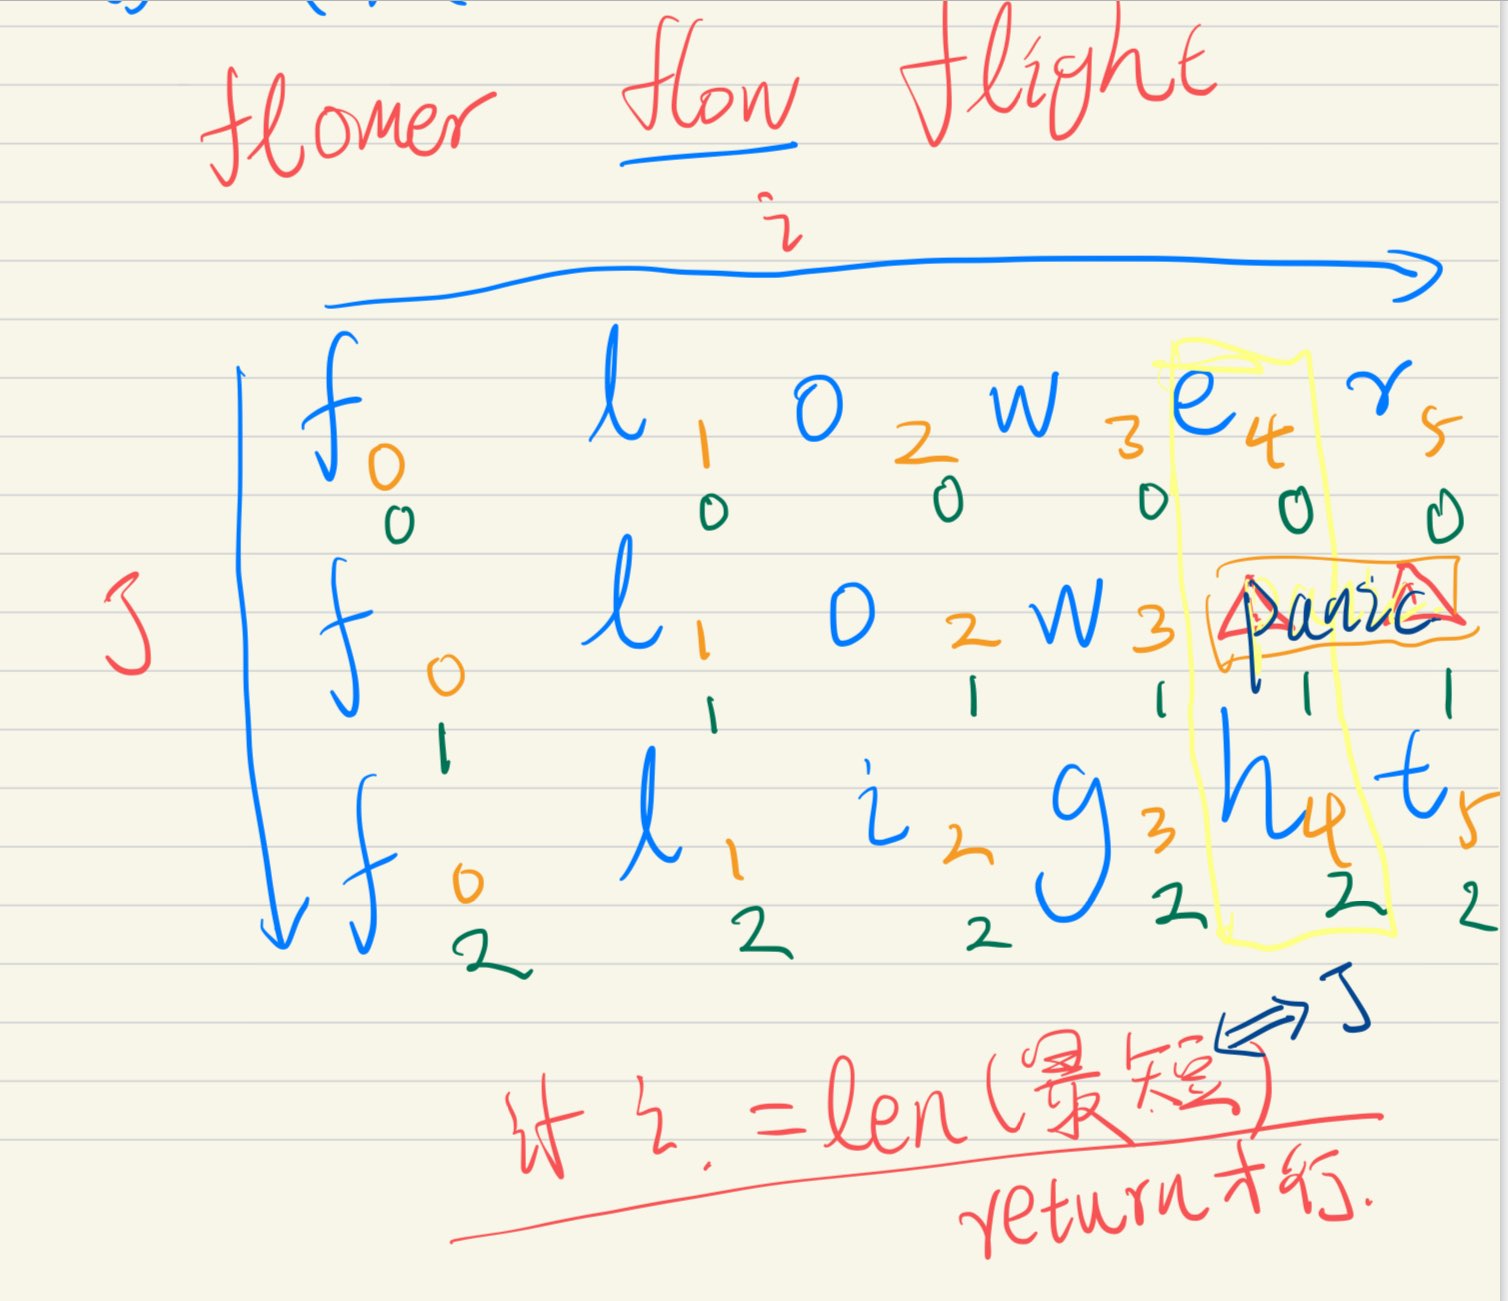 flower flow flight
i
f l o w e r
0 1 2 3 4 5
0 0 0 0 0 0
J
f l o w panic
0 1 2 3
1 1 1 1 1 1
f l i g h t
0 1 2 3 4 5
2 2 2 2 2 2
J
= len(最短)
return 才行.